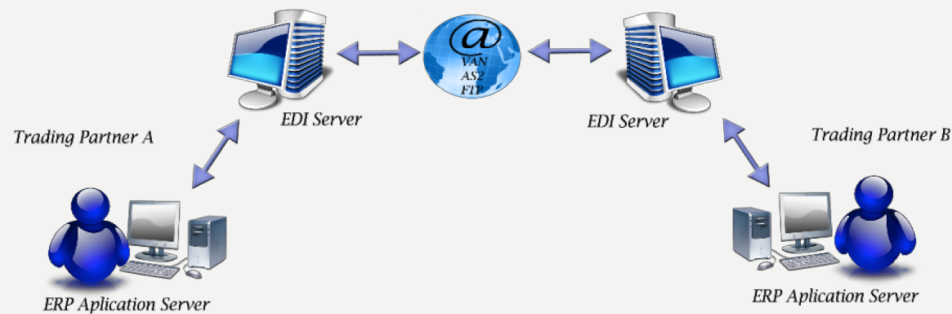 @
VAN
AS2
FTP
EDI Server
EDI Server
Trading Partner A
Trading Partner B
ERP Aplication Server
ERP Aplication Server